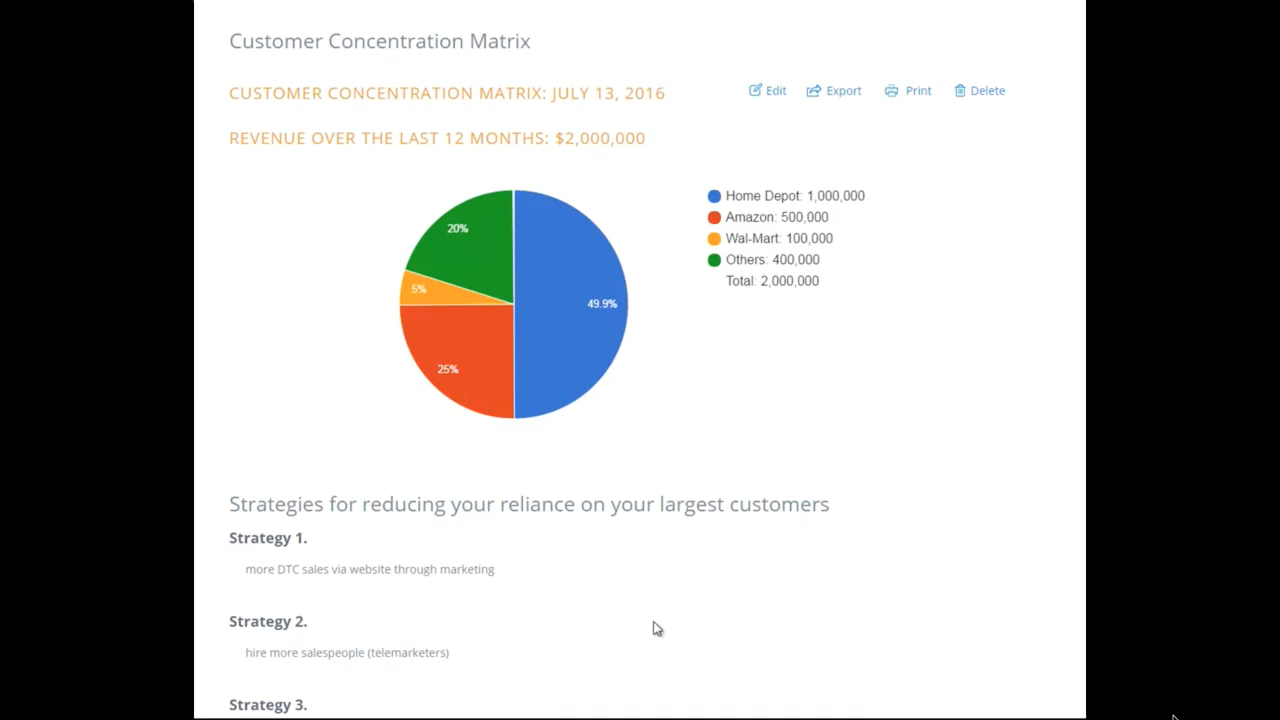 Customer Concentration Matrix
CUSTOMER CONCENTRATION MATRIX: JULY 13, 2016
Edit Export Print Delete
REVENUE OVER THE LAST 12 MONTHS: $2,000,000
Home Depot: 1,000,000
Amazon: 500,000
Wal-Mart: 100,000
Others: 400,000
Total: 2,000,000
20%
5%
49.9%
25%
Strategies for reducing your reliance on your largest customers
Strategy 1.
more DTC sales via website through marketing
Strategy 2.
hire more salespeople (telemarketers)
Strategy 3.